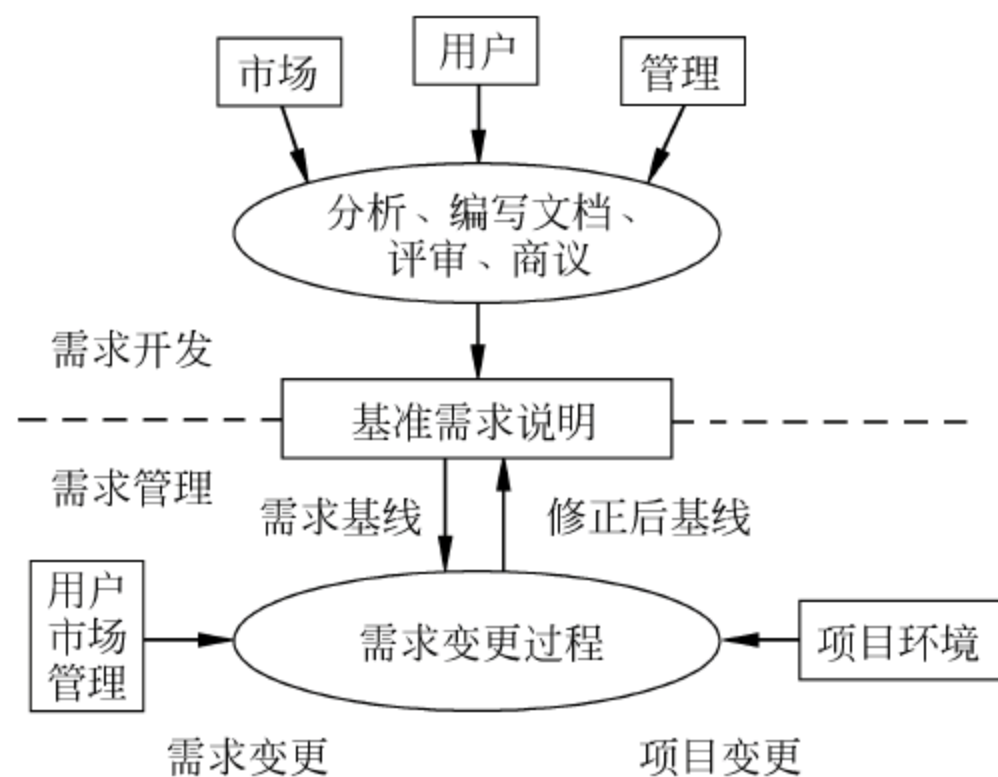 市场
用户
管理
分析、编写文档、
评审、商议
需求开发
基准需求说明
需求管理
需求基线
修正后基线
用户
市场
管理
需求变更过程
项目环境
需求变更
项目变更